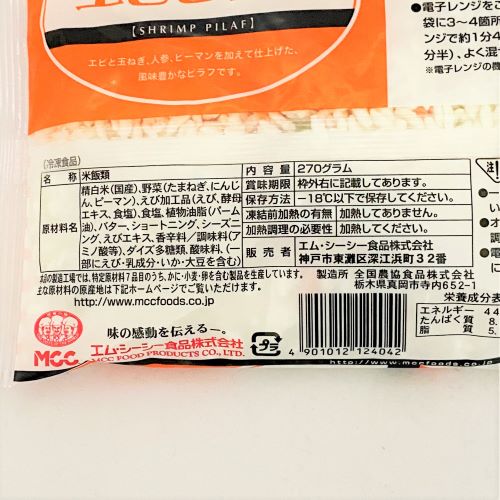 [SHRIMP PILAF]
エビと玉ねぎ、人参、ピーマンを加えて仕上げた、
風味豊かなピラフです。
●電子レンジをご
袋に3〜4箇所
ンジで約1分4
分半)、よく混
※電子レンジの機
(冷凍食品)
名称 米飯類
原材料名 精白米(国産)、野菜(たまねぎ、にんじ
ん、ピーマン)、えび加工品(えび、酵母
エキス、食塩)、食塩、植物油脂(パーム
油)、バター、ショートニング、シーズニ
ング、えびエキス、香辛料/調味料(ア
ミノ酸等)、ダイズ多糖類、酸味料、(一
部にえび・乳成分・いか・大豆を含む)
内容量 270グラム
賞味期限 枠外右に記載してあります。
保存方法 -18℃以下で保存してください。
凍結前加熱の有無 加熱してありません。
加熱調理の必要性 加熱してください。
販売者 エム・シーシー食品株式会社
神戸市東灘区深江浜町32番
本品の製造工場では、特定原材料7品目のうち、かに・小麦・卵を含む製品を生産しています。
主な原材料の原産地は下記ホームページでご覧いただけます。
http://www.mccfoods.co.jp/
製造所 全国農協食品株式会社
栃木県真岡市寺内652-1
栄養成分表
エネルギー 44
たんぱく質 8.
脂質 5.
味の感動を伝える–。
MCC エム・シーシー食品株式会社
MCC FOOD PRODUCTS CO., LTD.
プラ
4 901012 124042
http://www.mccfoods.co